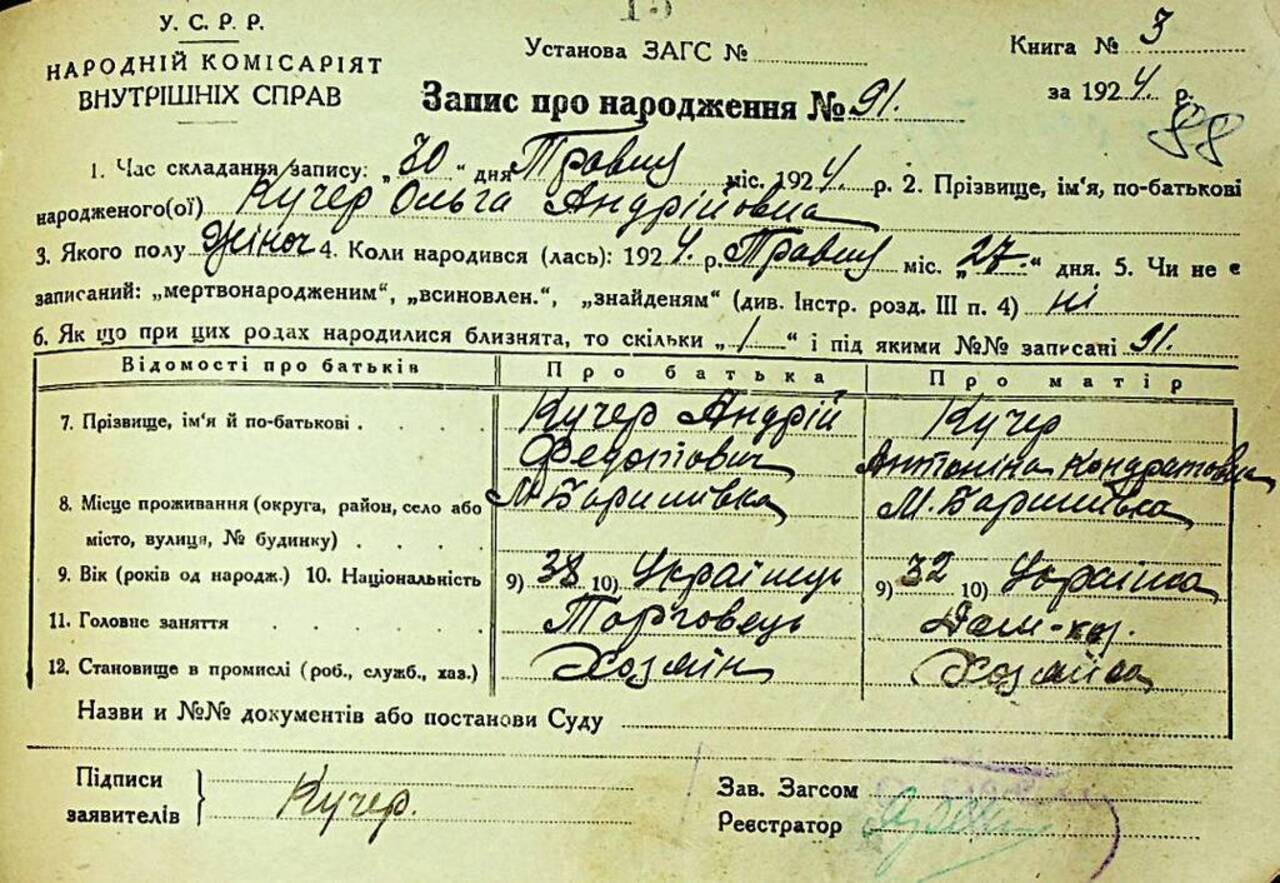 15
У. С. Р. Р.
НАРОДНІЙ КОМІСАРІЯТ
ВНУТРІШНІХ СПРАВ
Установа ЗАГС №
Книга № 3
за 1924 р.
Запис про народження № 91.
88
1. Час складання запису: „30“ дня Травня міс. 1924 р. 2. Прізвище, ім'я, по-батькові
народженого(ої) Кучер Ольга Андрійовна
3. Якого полу жіноч 4. Коли народився (лась): 1924 р. Травня міс. „27.“ дня. 5. Чи не є
записаний: „мертвонародженим“, „всиновлен.“, „знайденям“ (див. Інстр. розд. III п. 4) ні
6. Як що при цих родах народилися близнята, то скільки „1“ і під якими №№ записані 91.
Відомості про батьків Про батька Про матір
7. Прізвище, ім'я й по-батькові . . . . Кучер Андрій Кучер
Федотович Антоніна Кондратовна
8. Місце проживання (округа, район, село або М. Баришівка М. Баришівка
місто, вулиця, № будинку) . . . .
9. Вік (років од народж.) 10. Національність 9) 38 10) Українець 9) 32 10) Українка
11. Головне заняття . . . . . . Торговець Дом-хоз.
12. Становище в промислі (роб., служб., хаз.) Хозяїн Хозяйка
Назви и №№ документів або постанови Суду
Підписи
заявителів } Кучер.
Зав. Загсом
Реєстратор